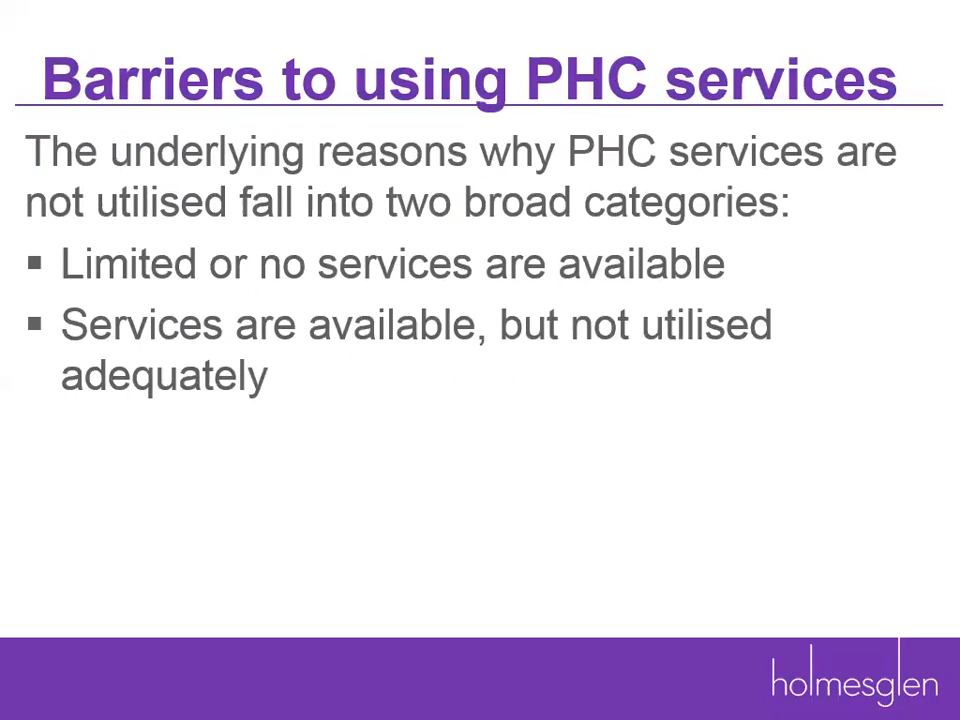 Barriers to using PHC services
The underlying reasons why PHC services are
not utilised fall into two broad categories:
▪ Limited or no services are available
▪ Services are available, but not utilised
adequately
holmesglen